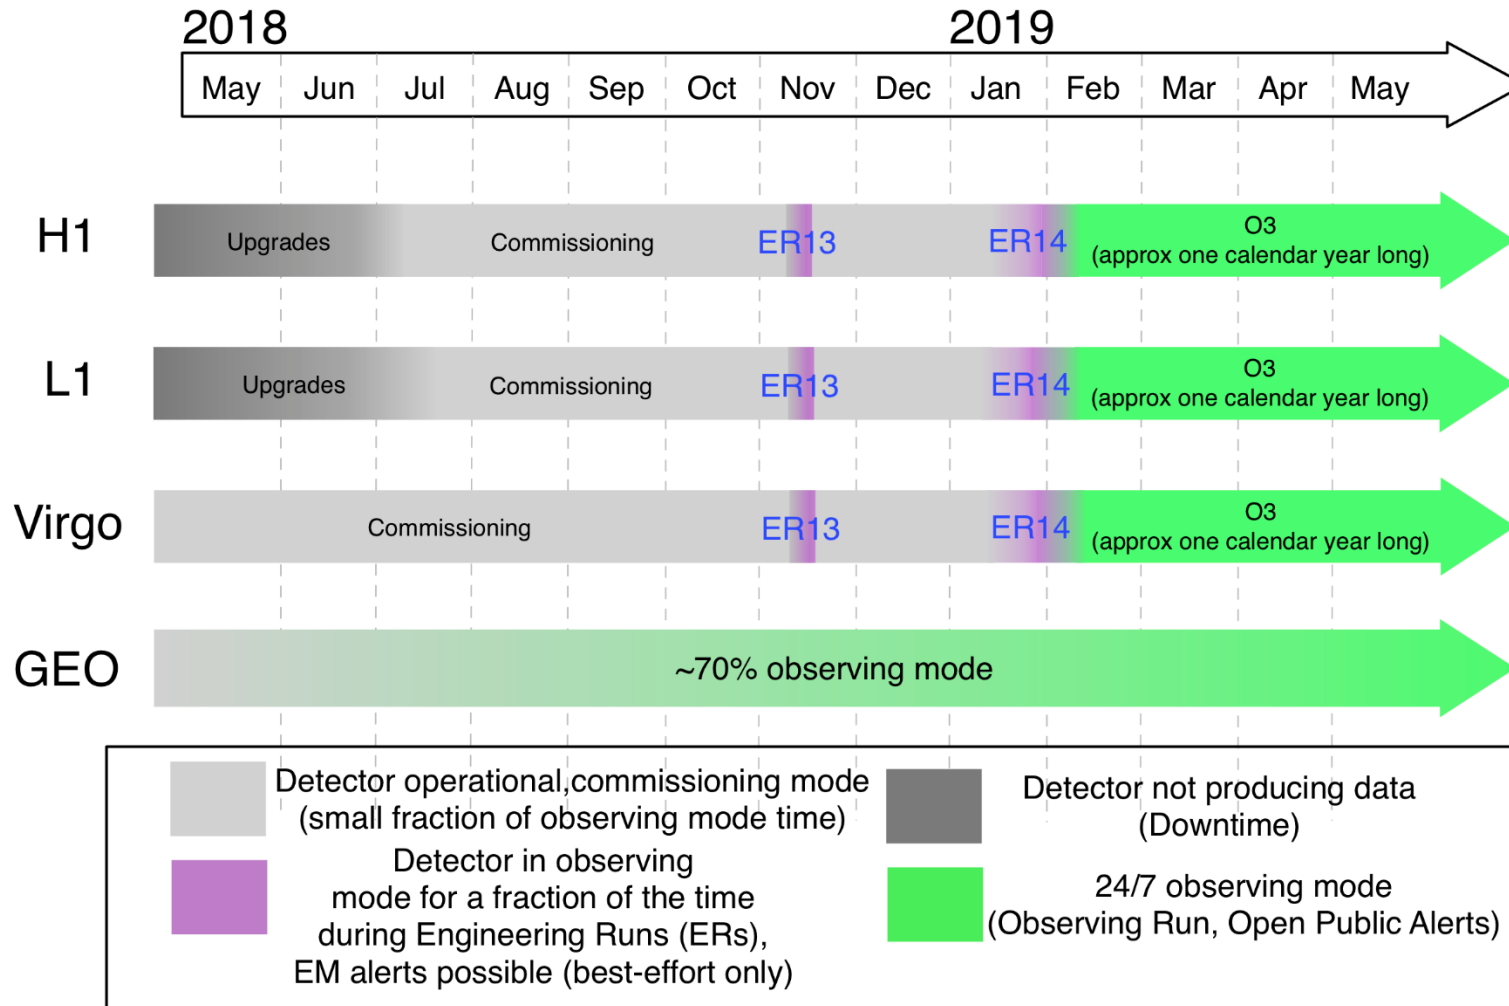 2018
2019
May Jun Jul Aug Sep Oct Nov Dec Jan Feb Mar Apr May
H1
Upgrades
Commissioning
ER13
ER14
O3
(approx one calendar year long)
L1
Upgrades
Commissioning
ER13
ER14
O3
(approx one calendar year long)
Virgo
Commissioning
ER13
ER14
O3
(approx one calendar year long)
GEO
~70% observing mode
Detector operational,commissioning mode
(small fraction of observing mode time)
Detector not producing data
(Downtime)
Detector in observing
mode for a fraction of the time
during Engineering Runs (ERs),
EM alerts possible (best-effort only)
24/7 observing mode
(Observing Run, Open Public Alerts)